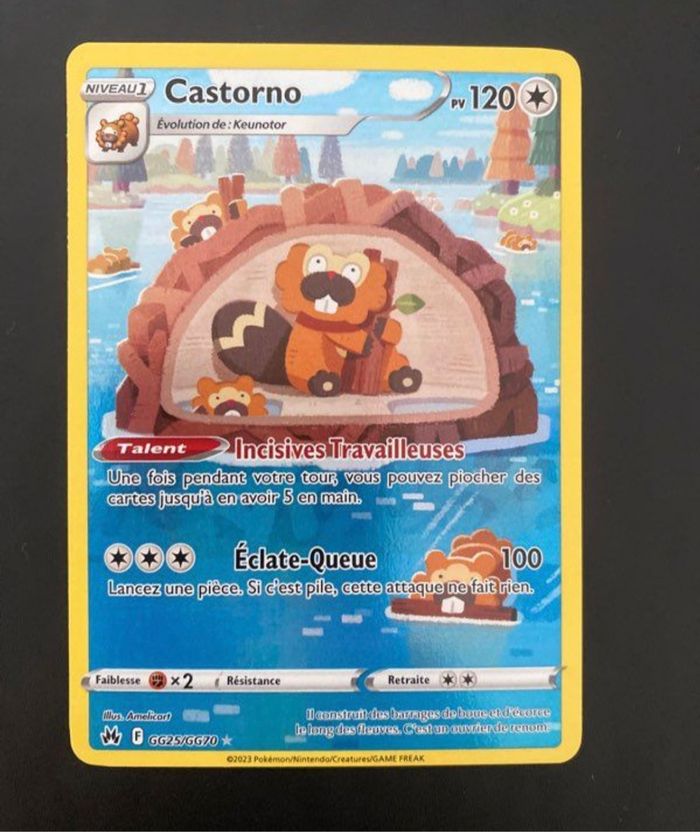 NIVEAU 1
Castorno
PV 120
Évolution de : Keunotor
Talent Incisives Travailleuses
Une fois pendant votre tour, vous pouvez piocher des
cartes jusqu'à en avoir 5 en main.
Éclate-Queue 100
Lancez une pièce. Si c'est pile, cette attaque ne fait rien.
Faiblesse ×2 Résistance Retraite
Illus. Amelicart
Il construit des barrages de boue et d'écorce
le long des fleuves. C'est un ouvrier de renom.
F GG25/GG70
©2023 Pokémon/Nintendo/Creatures/GAME FREAK